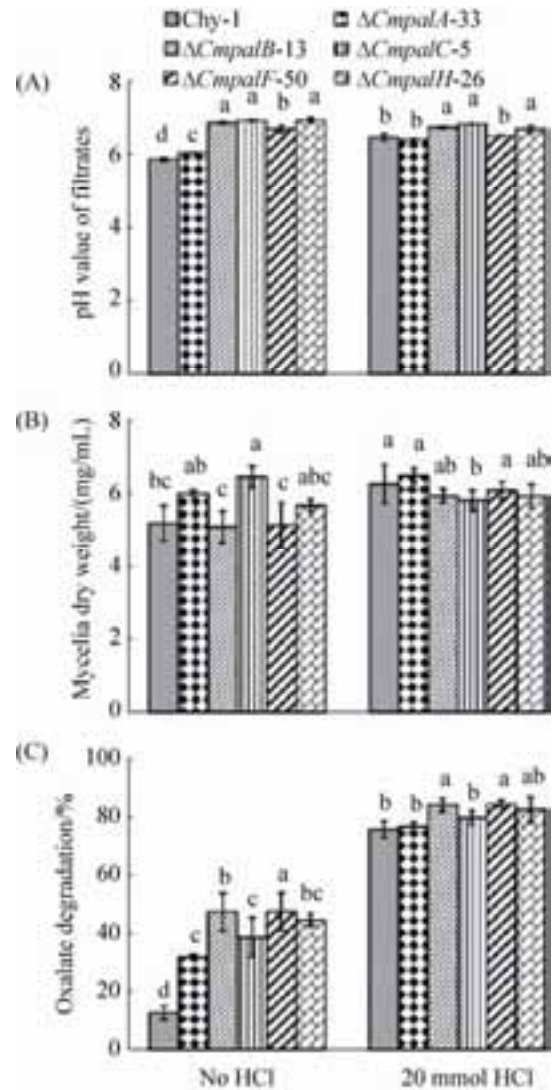 Chy-1 ΔCmpalA-33
ΔCmpalB-13 ΔCmpalC-5
ΔCmpalF-50 ΔCmpalH-26
(A)
pH value of filtrates
8
6
4
2
0
d c a a b a
b b a a b a
(B)
Mycelia dry weight/(mg/mL)
8
6
4
2
0
bc ab c a c abc
a a ab b a abc
(C)
Oxalate degradation/%
100
80
60
40
20
0
d c b c a bc
b b a b a ab
No HCl 20 mmol HCl